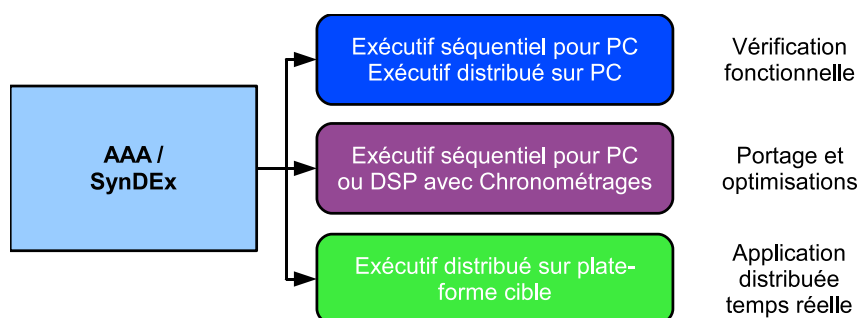 AAA /
SynDEx
Exécutif séquentiel pour PC
Exécutif distribué sur PC
Vérification
fonctionnelle
Exécutif séquentiel pour PC
ou DSP avec Chronométrages
Portage et
optimisations
Exécutif distribué sur plate-
forme cible
Application
distribuée
temps réelle